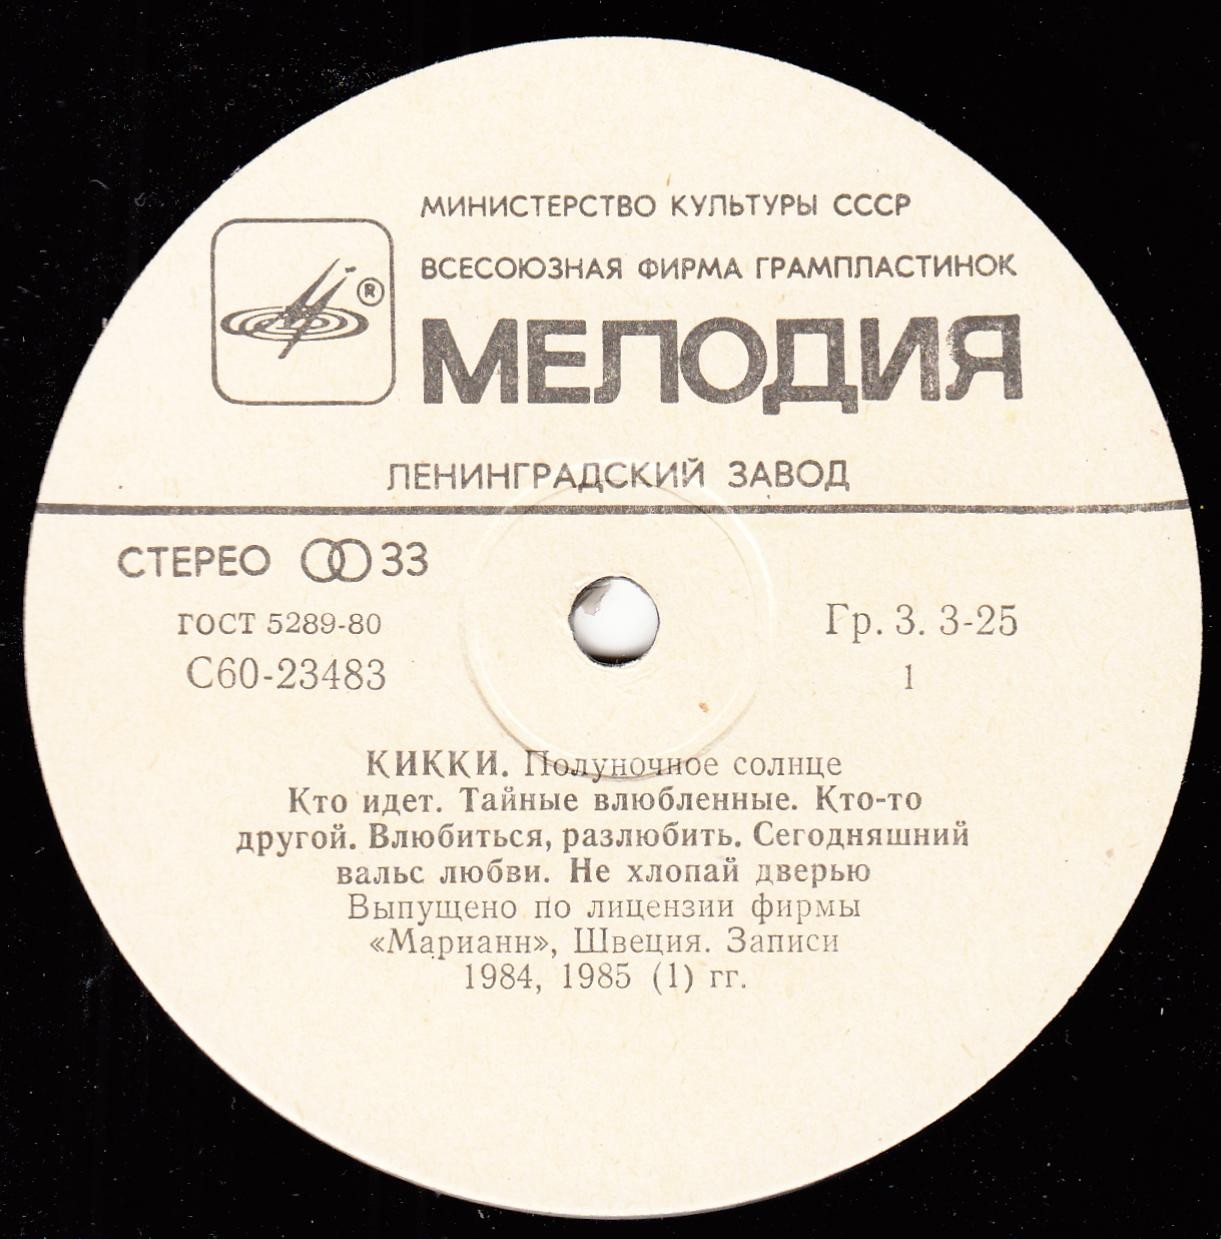 МИНИСТЕРСТВО КУЛЬТУРЫ СССР
ВСЕСОЮЗНАЯ ФИРМА ГРАМПЛАСТИНОК
®
МЕЛОДИЯ
ЛЕНИНГРАДСКИЙ ЗАВОД
СТЕРЕО 33
ГОСТ 5289-80
С60-23483
Гр. 3. 3-25
1
КИККИ. Полуночное солнце
Кто идет. Тайные влюбленные. Кто-то
другой. Влюбиться, разлюбить. Сегодняшний
вальс любви. Не хлопай дверью
Выпущено по лицензии фирмы
«Марианн», Швеция. Записи
1984, 1985 (1) гг.